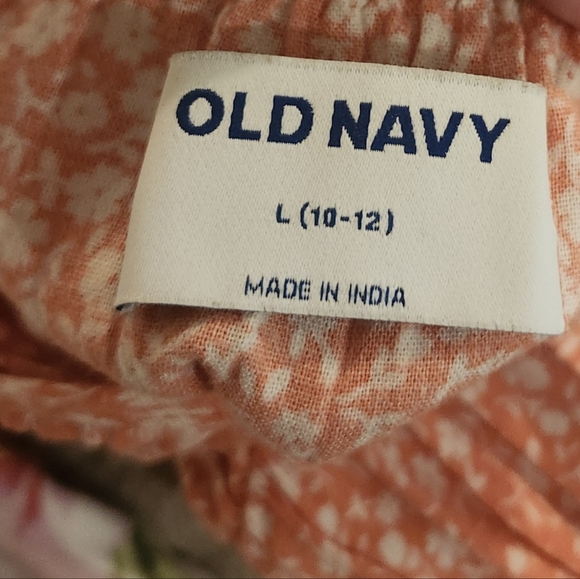 OLD NAVY
L (10-12)
MADE IN INDIA